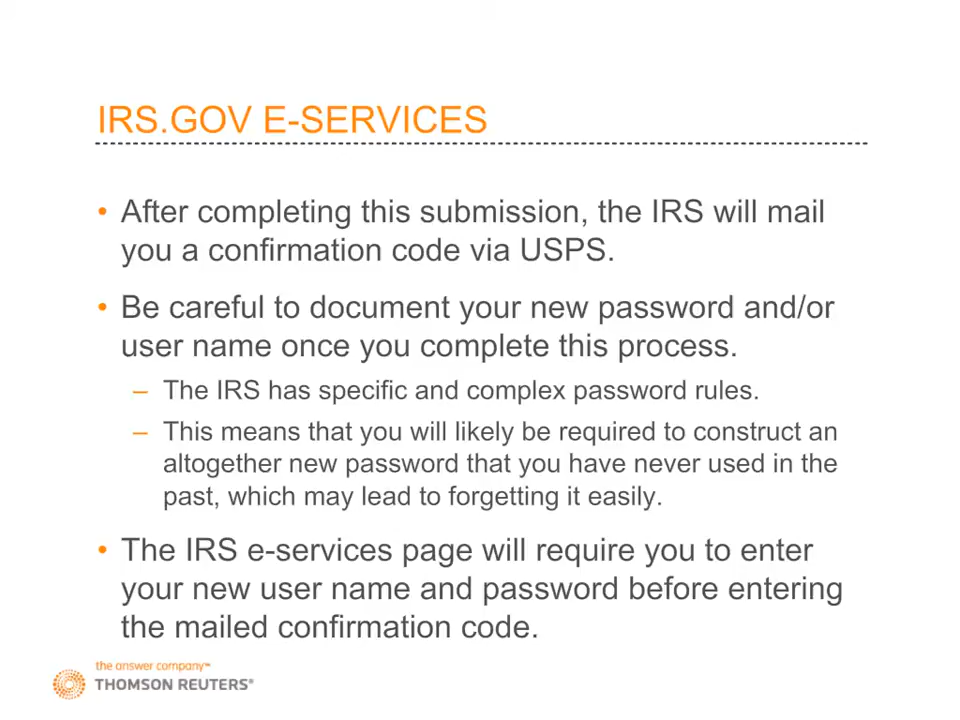 IRS.GOV E-SERVICES
• After completing this submission, the IRS will mail
you a confirmation code via USPS.
• Be careful to document your new password and/or
user name once you complete this process.
– The IRS has specific and complex password rules.
– This means that you will likely be required to construct an
altogether new password that you have never used in the
past, which may lead to forgetting it easily.
• The IRS e-services page will require you to enter
your new user name and password before entering
the mailed confirmation code.
the answer company™
THOMSON REUTERS®